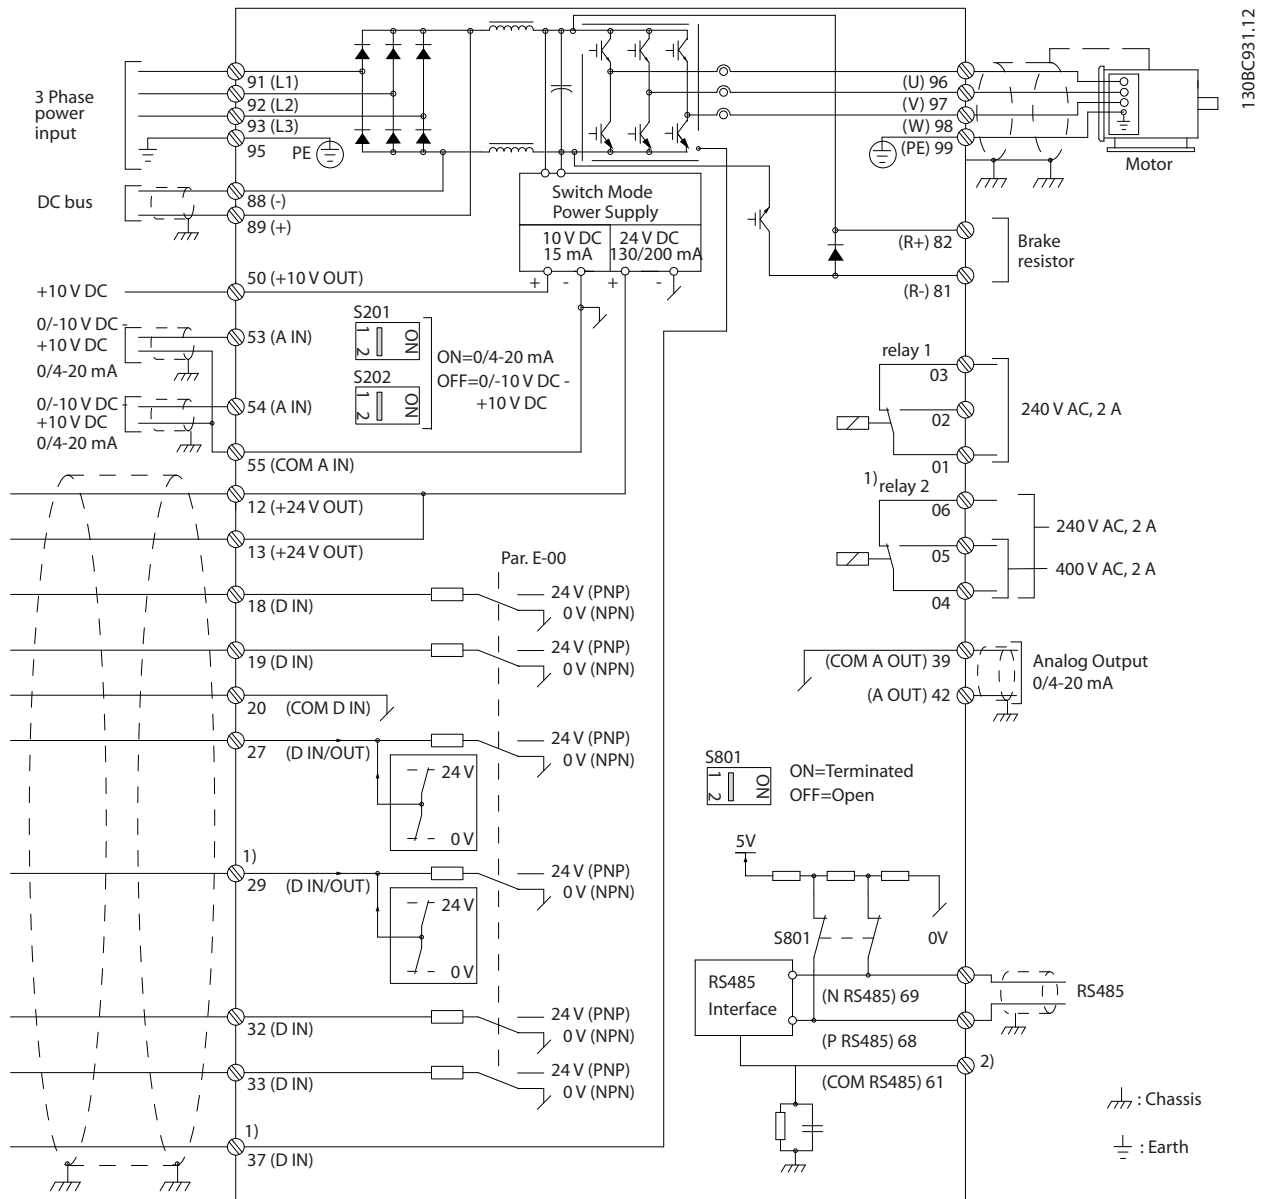 130BC931.12
3 Phase
power
input
91 (L1)
92 (L2)
93 (L3)
95
PE
DC bus
88 (-)
89 (+)
Switch Mode
Power Supply
10 V DC
15 mA
24 V DC
130/200 mA
+
-
+
-
(U) 96
(V) 97
(W) 98
(PE) 99
Motor
(R+) 82
(R-) 81
Brake
resistor
50 (+10 V OUT)
+10 V DC
0/-10 V DC -
+10 V DC
0/4-20 mA
53 (A IN)
0/-10 V DC -
+10 V DC
0/4-20 mA
54 (A IN)
55 (COM A IN)
S201
1
2
ON
S202
1
2
ON
ON=0/4-20 mA
OFF=0/-10 V DC -
+10 V DC
relay 1
03
02
01
240 V AC, 2 A
1)
relay 2
06
05
04
240 V AC, 2 A
400 V AC, 2 A
12 (+24 V OUT)
13 (+24 V OUT)
Par. E-00
18 (D IN)
24 V (PNP)
0 V (NPN)
19 (D IN)
24 V (PNP)
0 V (NPN)
20 (COM D IN)
27 (D IN/OUT)
24 V (PNP)
0 V (NPN)
24 V
0 V
1)
29 (D IN/OUT)
24 V (PNP)
0 V (NPN)
24 V
0 V
32 (D IN)
24 V (PNP)
0 V (NPN)
33 (D IN)
24 V (PNP)
0 V (NPN)
1)
37 (D IN)
(COM A OUT) 39
(A OUT) 42
Analog Output
0/4-20 mA
S801
1
2
ON
ON=Terminated
OFF=Open
5V
S801
0V
RS485
Interface
(N RS485) 69
(P RS485) 68
(COM RS485) 61
RS485
2)
: Chassis
: Earth